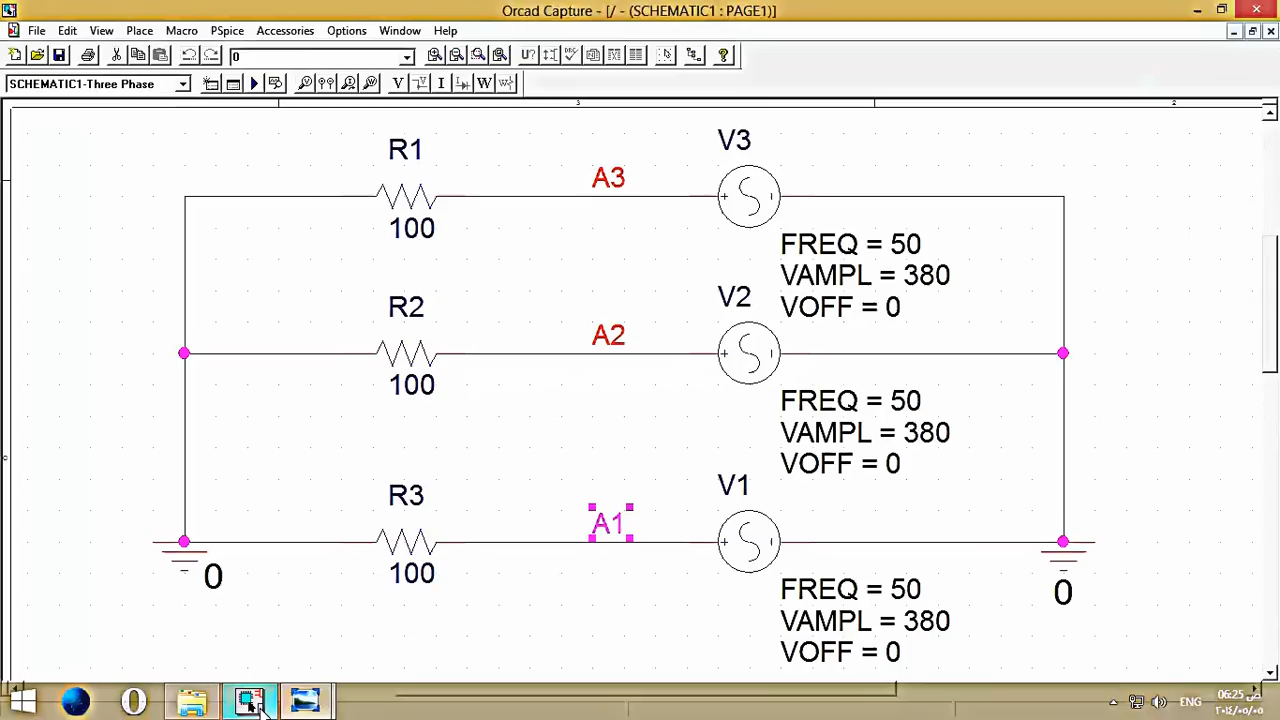 Orcad Capture - [/ - (SCHEMATIC1 : PAGE1)]
File Edit View Place Macro PSpice Accessories Options Window Help
0
U?
SCHEMATIC1-Three Phase
V I W
3 2
R1
100
A3
V3
FREQ = 50
VAMPL = 380
VOFF = 0
R2
100
A2
V2
FREQ = 50
VAMPL = 380
VOFF = 0
R3
100
A1
V1
FREQ = 50
VAMPL = 380
VOFF = 0
0
0
ENG
06:25 ص